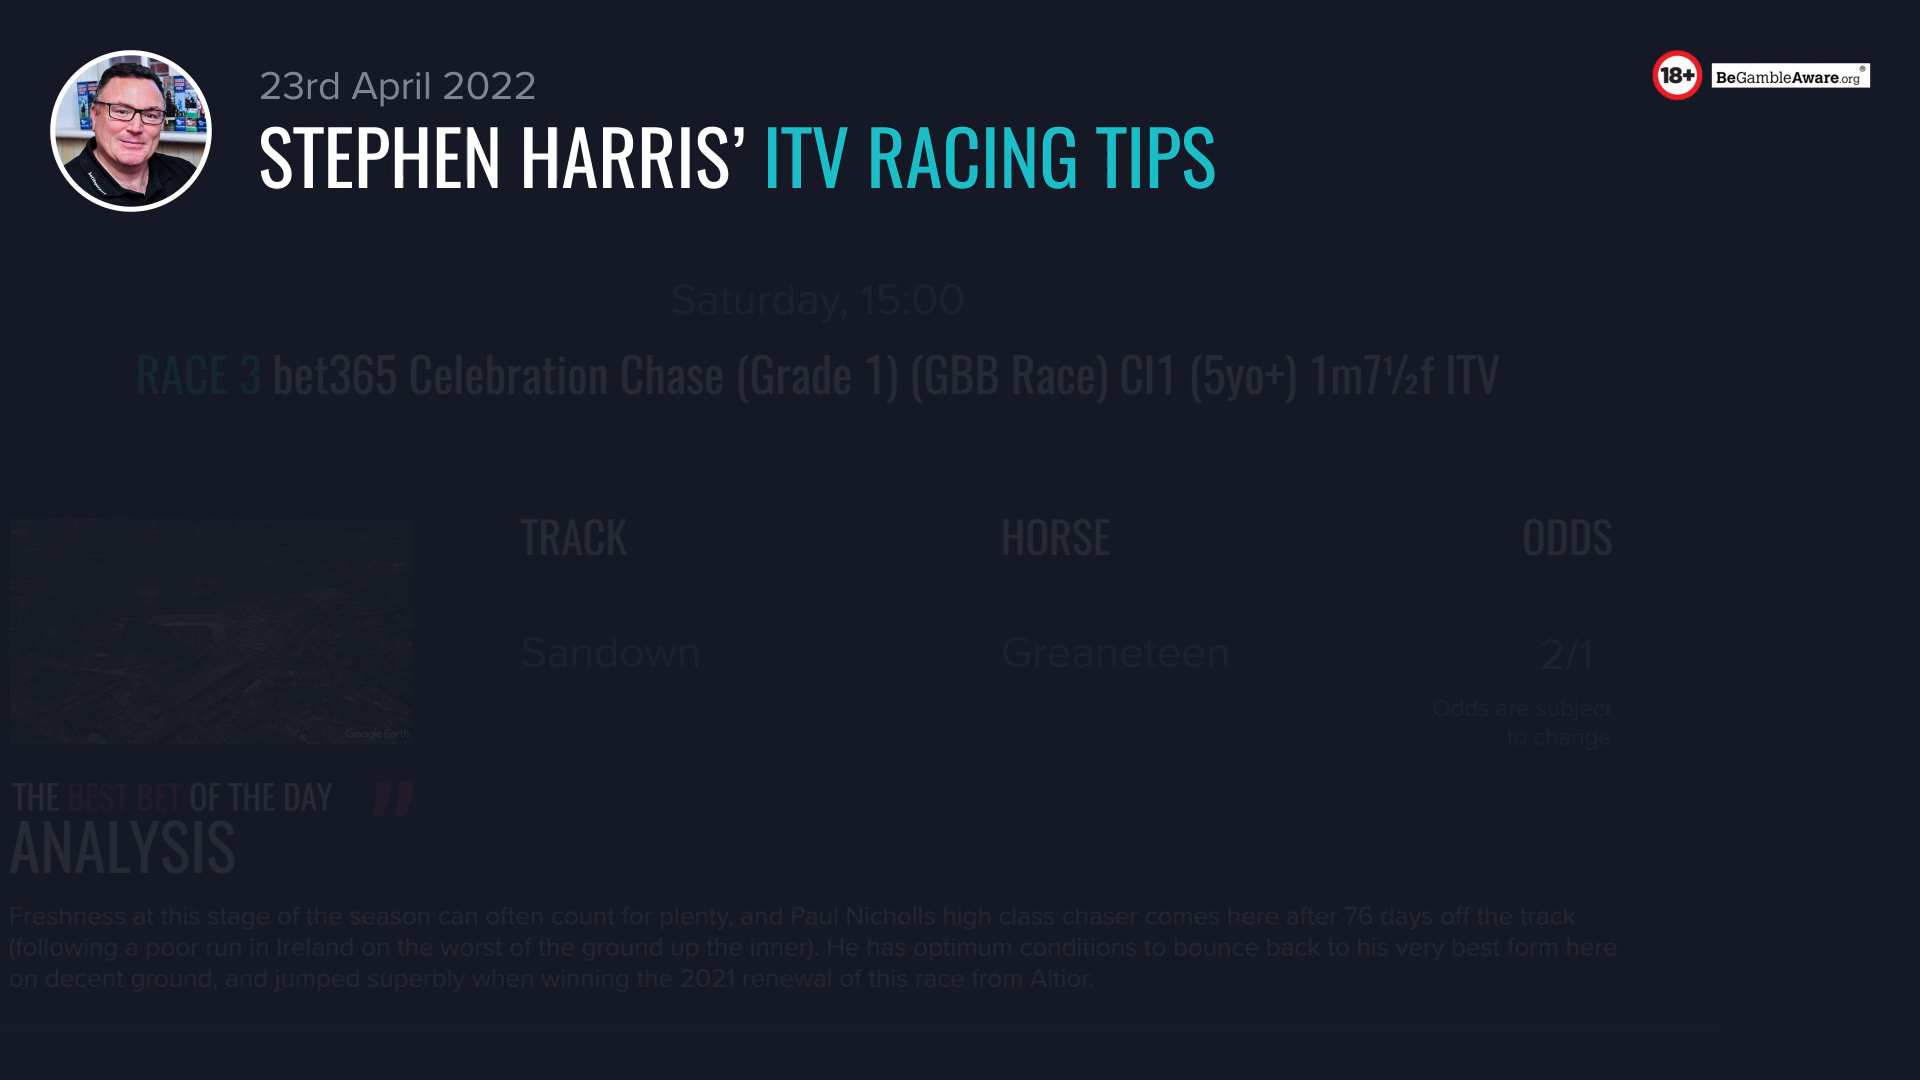 23rd April 2022
STEPHEN HARRIS’ ITV RACING TIPS
18+
BeGambleAware.org®
Saturday, 15:00
RACE 3 bet365 Celebration Chase (Grade 1) (GBB Race) Cl1 (5yo+) 1m7½f ITV
TRACK
HORSE
ODDS
Sandown
Greaneteen
2/1
Odds are subject
to change
Google Earth
THE BEST BET OF THE DAY
”
ANALYSIS
Freshness at this stage of the season can often count for plenty, and Paul Nicholls high class chaser comes here after 76 days off the track
(following a poor run in Ireland on the worst of the ground up the inner). He has optimum conditions to bounce back to his very best form here
on decent ground, and jumped superbly when winning the 2021 renewal of this race from Altior.